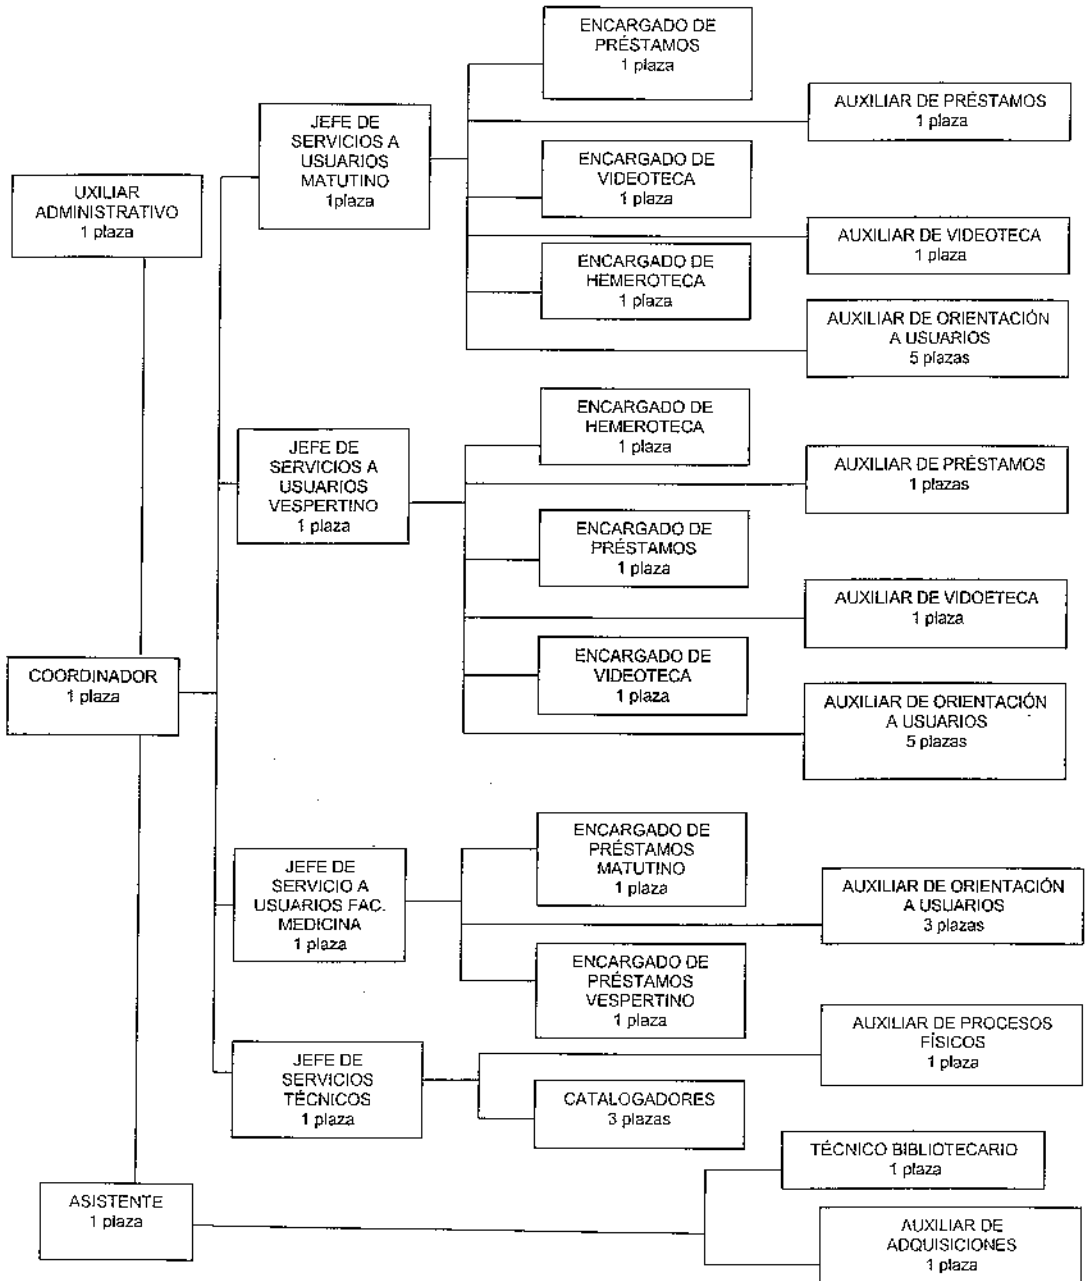 ENCARGADO DE
PRÉSTAMOS
1 plaza
AUXILIAR DE PRÉSTAMOS
1 plaza
JEFE DE
SERVICIOS A
USUARIOS
MATUTINO
1plaza
ENCARGADO DE
VIDEOTECA
1 plaza
UXILIAR
ADMINISTRATIVO
1 plaza
AUXILIAR DE VIDEOTECA
1 plaza
ENCARGADO DE
HEMEROTECA
1 plaza
AUXILIAR DE ORIENTACIÓN
A USUARIOS
5 plazas
ENCARGADO DE
HEMEROTECA
1 plaza
JEFE DE
SERVICIOS A
USUARIOS
VESPERTINO
1 plaza
AUXILIAR DE PRÉSTAMOS
1 plazas
ENCARGADO DE
PRÉSTAMOS
1 plaza
AUXILIAR DE VIDOETECA
1 plaza
ENCARGADO DE
VIDEOTECA
1 plaza
COORDINADOR
1 plaza
AUXILIAR DE ORIENTACIÓN
A USUARIOS
5 plazas
ENCARGADO DE
PRÉSTAMOS
MATUTINO
1 plaza
JEFE DE
SERVICIO A
USUARIOS FAC.
MEDICINA
1 plaza
AUXILIAR DE ORIENTACIÓN
A USUARIOS
3 plazas
ENCARGADO DE
PRÉSTAMOS
VESPERTINO
1 plaza
AUXILIAR DE PROCESOS
FÍSICOS
1 plaza
JEFE DE
SERVICIOS
TÉCNICOS
1 plaza
CATALOGADORES
3 plazas
TÉCNICO BIBLIOTECARIO
1 plaza
ASISTENTE
1 plaza
AUXILIAR DE
ADQUISICIONES
1 plaza